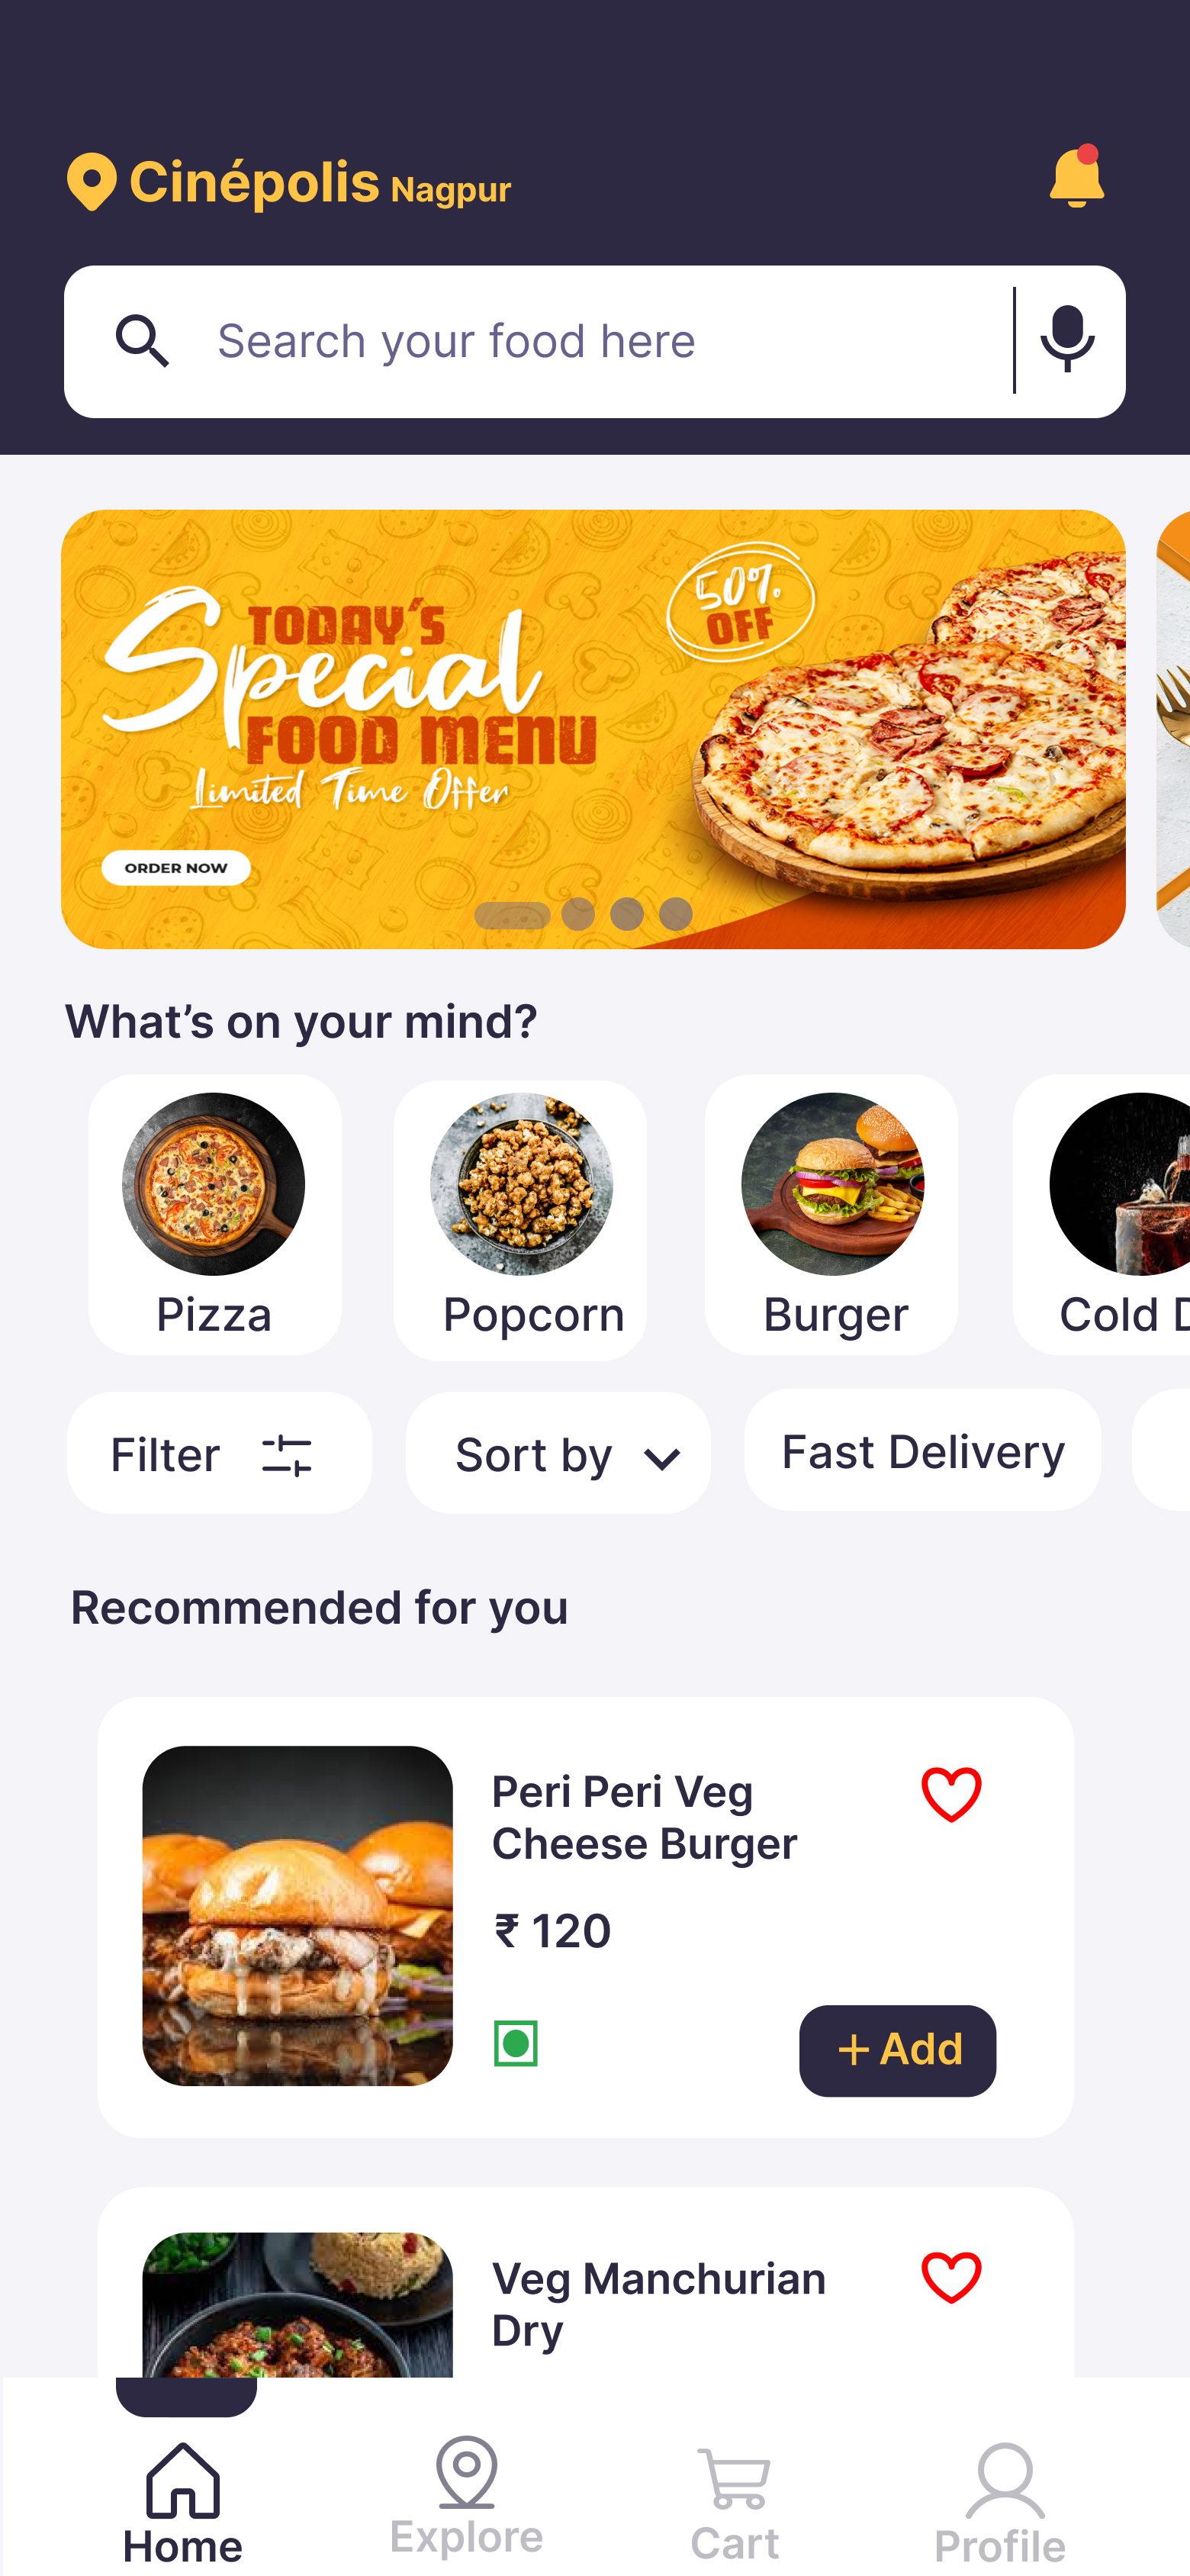 Cinépolis Nagpur
Search your food here
TODAY'S
Special
FOOD MENU
Limited Time Offer
50%
OFF
ORDER NOW
What's on your mind?
Pizza Popcorn Burger Cold D
Filter Sort by Fast Delivery
Recommended for you
Peri Peri Veg
Cheese Burger
₹ 120
+ Add
Veg Manchurian
Dry
Home Explore Cart Profile